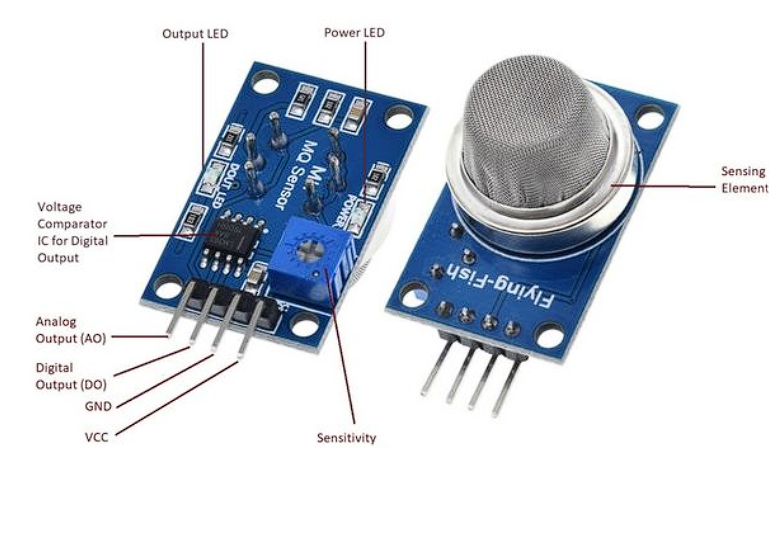 Output LED
Power LED
Voltage
Comparator
IC for Digital
Output
Sensing
Element
Analog
Output (AO)
Digital
Output (DO)
GND
VCC
Sensitivity
MQ Sensor
DOUT LED
POWER
Flying-Fish